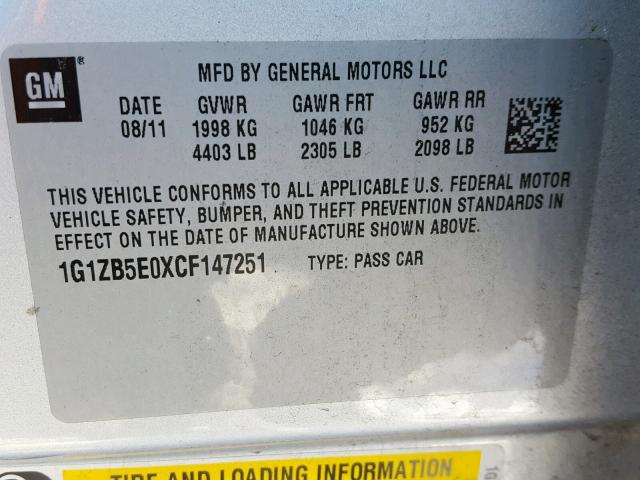 GM ®
MFD BY GENERAL MOTORS LLC
DATE GVWR GAWR FRT GAWR RR
08/11 1998 KG 1046 KG 952 KG
4403 LB 2305 LB 2098 LB
THIS VEHICLE CONFORMS TO ALL APPLICABLE U.S. FEDERAL MOTOR
VEHICLE SAFETY, BUMPER, AND THEFT PREVENTION STANDARDS IN
EFFECT ON THE DATE OF MANUFACTURE SHOWN ABOVE.
1G1ZB5E0XCF147251 TYPE: PASS CAR
TIRE AND LOADING INFORMATION
1G